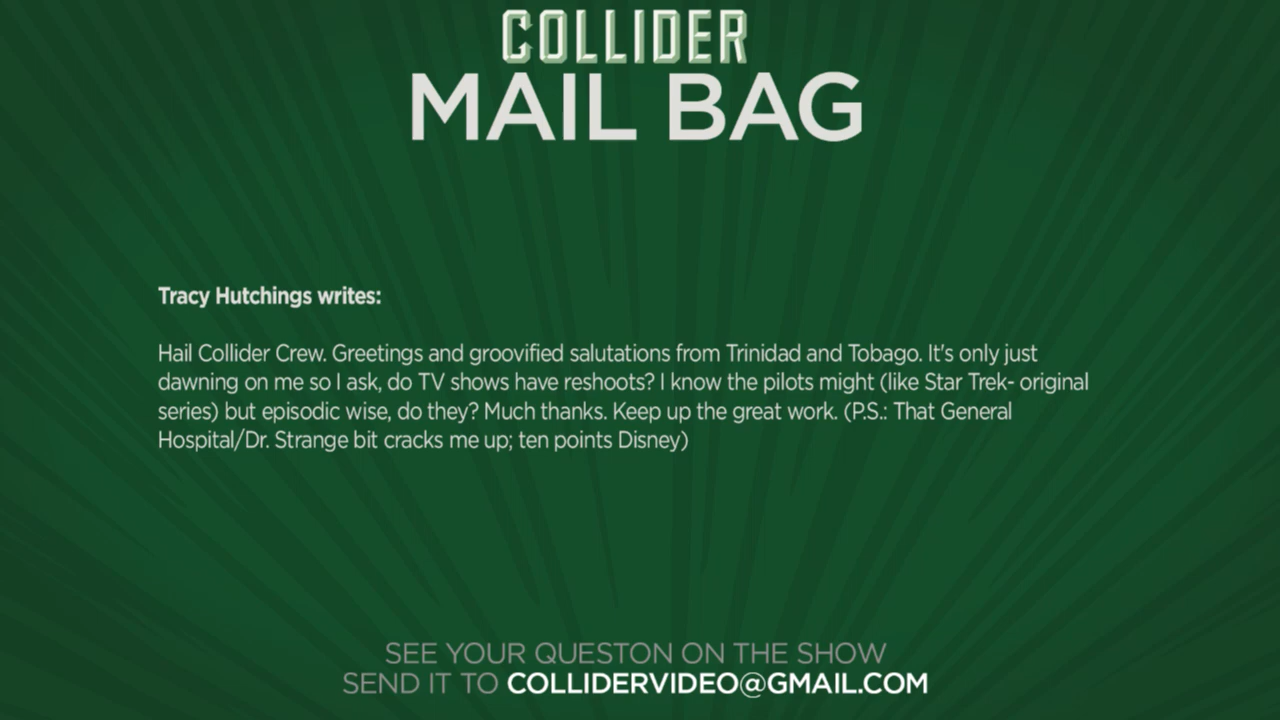 COLLIDER
MAIL BAG
Tracy Hutchings writes:
Hail Collider Crew. Greetings and groovified salutations from Trinidad and Tobago. It's only just
dawning on me so I ask, do TV shows have reshoots? I know the pilots might (like Star Trek- original
series) but episodic wise, do they? Much thanks. Keep up the great work. (P.S.: That General
Hospital/Dr. Strange bit cracks me up; ten points Disney)
SEE YOUR QUESTON ON THE SHOW
SEND IT TO COLLIDERVIDEO@GMAIL.COM